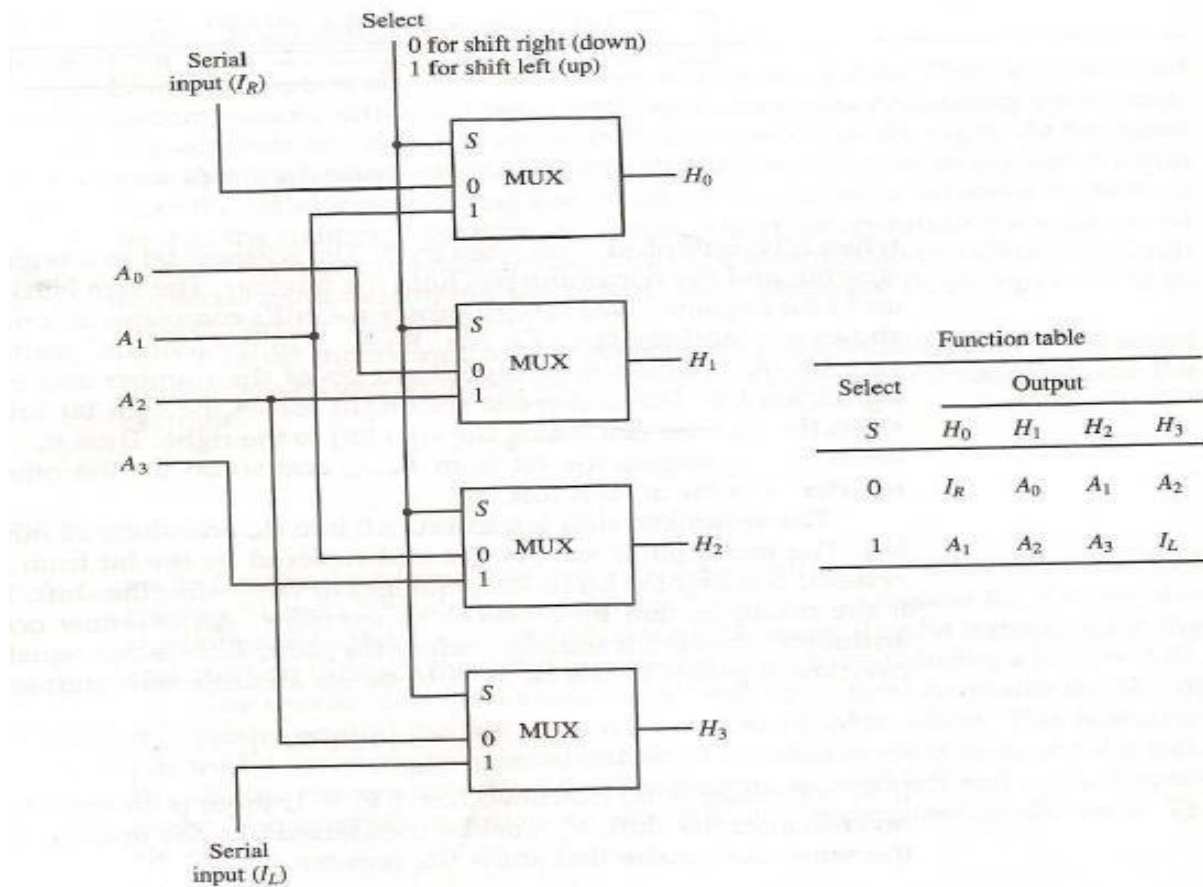 Select
0 for shift right (down)
1 for shift left (up)
Serial
input (I_R)
S
0
1
MUX
H_0
A_0
A_1
A_2
A_3
S
0
1
MUX
H_1
S
0
1
MUX
H_2
S
0
1
MUX
H_3
Serial
input (I_L)
Function table
Select Output
S H_0 H_1 H_2 H_3
0 I_R A_0 A_1 A_2
1 A_1 A_2 A_3 I_L